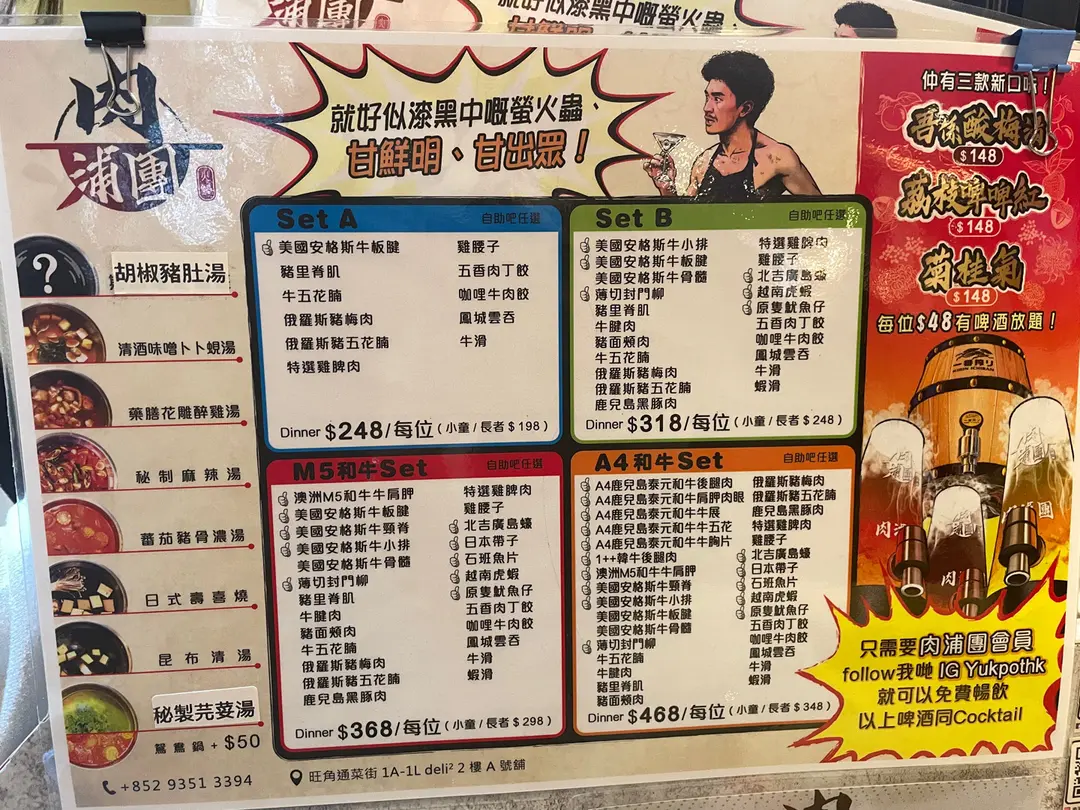 肉
浦團
火鍋
就好似漆黑中嘅螢火蟲、
甘鮮明、甘出眾！
仲有三款新口味！
$148
荔枝啤啤紅
$148
菊桂氣
$148
每位$48有啤酒放題！
一番搾り
KIRIN ICHIBAN
胡椒豬肚湯
清酒味噌卜卜蜆湯
藥膳花雕醉雞湯
秘制麻辣湯
蕃茄豬骨濃湯
日式壽喜燒
昆布清湯
秘製芫荽湯
鴛鴦鍋 + $50
Set A 自助吧任選
美國安格斯牛板腱
豬里脊肌
牛五花腩
俄羅斯豬梅肉
俄羅斯豬五花腩
特選雞脾肉
雞腰子
五香肉丁餃
咖哩牛肉餃
鳳城雲吞
牛滑
Dinner $248/每位(小童/長者$198)
Set B 自助吧任選
美國安格斯牛小排
美國安格斯牛板腱
美國安格斯牛骨髓
薄切封門柳
豬里脊肌
牛腱肉
豬面頰肉
牛五花腩
俄羅斯豬梅肉
俄羅斯豬五花腩
鹿兒島黑豚肉
特選雞脾肉
雞腰子
北吉廣島蠔
越南虎蝦
原隻魷魚仔
五香肉丁餃
咖哩牛肉餃
鳳城雲吞
牛滑
蝦滑
Dinner $318/每位(小童/長者$248)
M5和牛Set 自助吧任選
澳洲M5和牛牛肩胛
美國安格斯牛板腱
美國安格斯牛頸脊
美國安格斯牛小排
美國安格斯牛骨髓
薄切封門柳
豬里脊肌
牛腱肉
豬面頰肉
牛五花腩
俄羅斯豬梅肉
俄羅斯豬五花腩
鹿兒島黑豚肉
特選雞脾肉
雞腰子
北吉廣島蠔
日本帶子
石班魚片
越南虎蝦
原隻魷魚仔
五香肉丁餃
咖哩牛肉餃
鳳城雲吞
牛滑
蝦滑
Dinner $368/每位(小童/長者$298)
A4和牛Set 自助吧任選
A4鹿兒島泰元和牛後腿肉
A4鹿兒島泰元和牛肩胛肉眼
A4鹿兒島泰元和牛牛展
A4鹿兒島泰元和牛牛五花
A4鹿兒島泰元和牛牛胸片
1++韓牛後腿肉
澳洲M5和牛牛肩胛
美國安格斯牛頸脊
美國安格斯牛小排
美國安格斯牛板腱
美國安格斯牛骨髓
薄切封門柳
牛五花腩
牛腱肉
豬里脊肌
豬面頰肉
俄羅斯豬梅肉
俄羅斯豬五花腩
鹿兒島黑豚肉
特選雞脾肉
雞腰子
北吉廣島蠔
日本帶子
石班魚片
越南虎蝦
原隻魷魚仔
五香肉丁餃
咖哩牛肉餃
鳳城雲吞
牛滑
蝦滑
Dinner $468/每位(小童/長者$348)
只需要肉浦團會員
follow我哋 IG Yukpothk
就可以免費暢飲
以上啤酒同Cocktail
+852 9351 3394
旺角通菜街 1A-1L deli² 2 樓 A 號舖